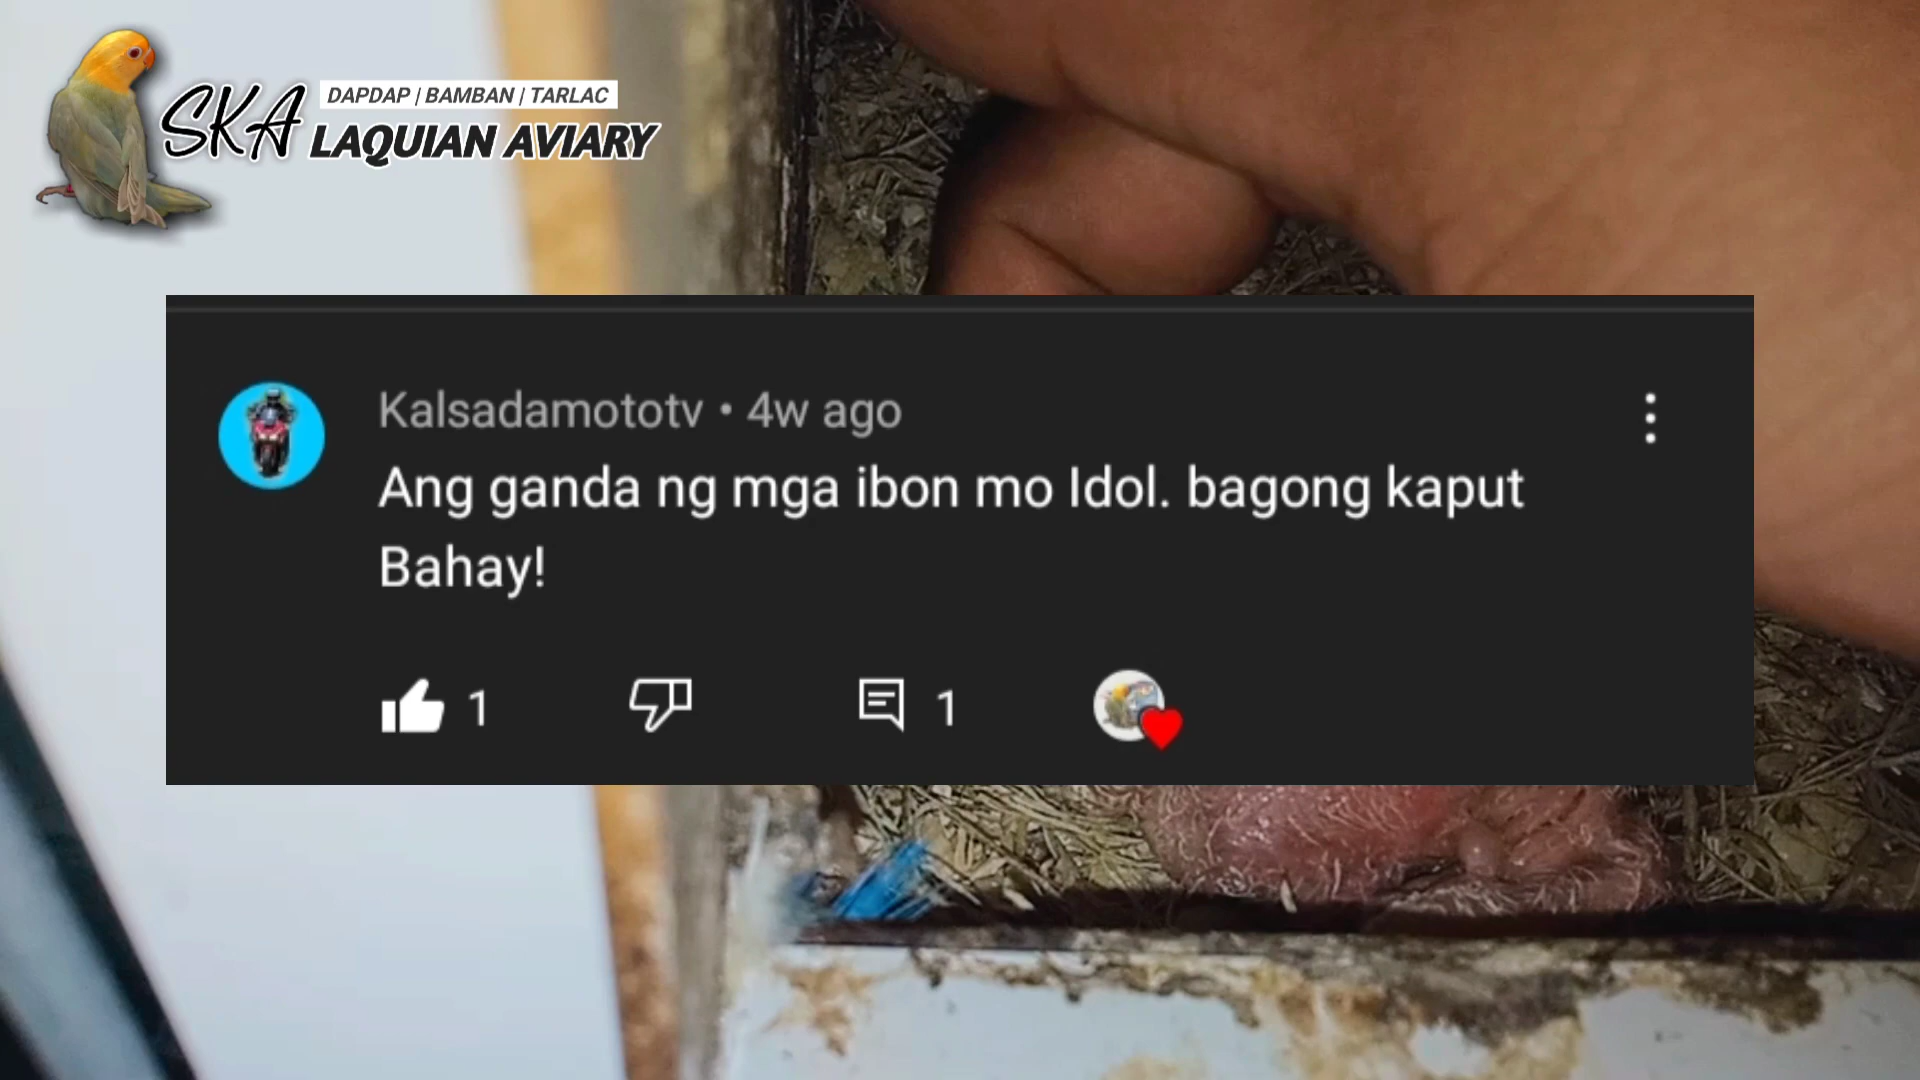 SKA
DAPDAP | BAMBAN | TARLAC
LAQUIAN AVIARY
Kalsadamototv • 4w ago
Ang ganda ng mga ibon mo Idol. bagong kaput
Bahay!
1
1